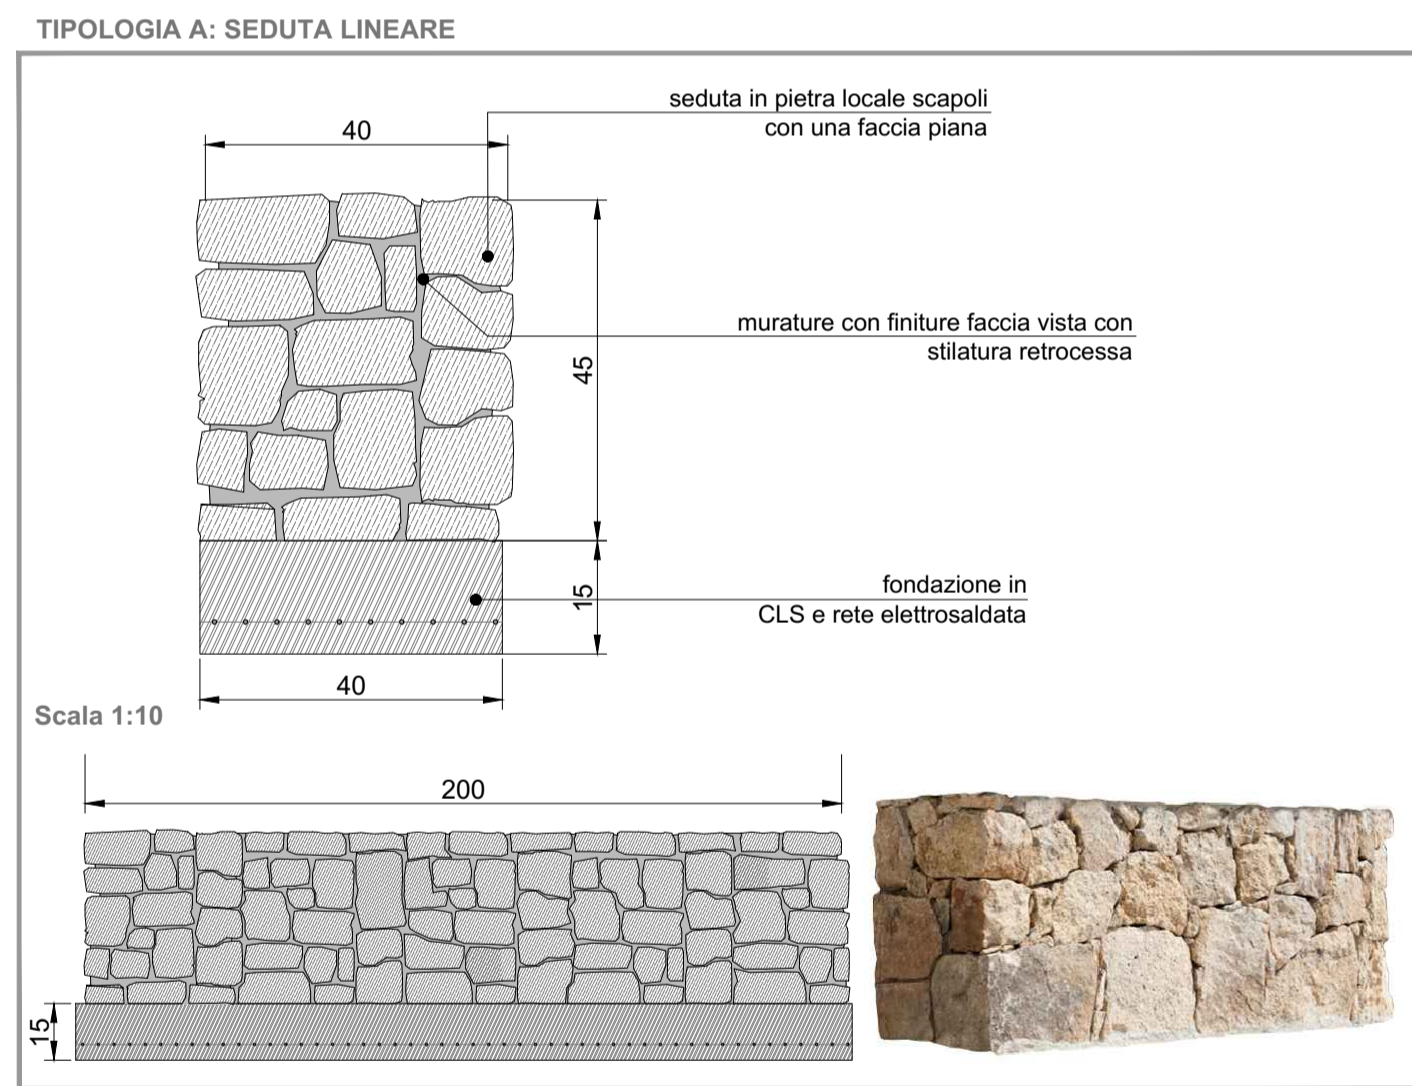 TIPOLOGIA A: SEDUTA LINEARE
seduta in pietra locale scapoli
con una faccia piana
40
murature con finiture faccia vista con
stilatura retrocessa
45
fondazione in
CLS e rete elettrosaldata
15
40
Scala 1:10
200
15